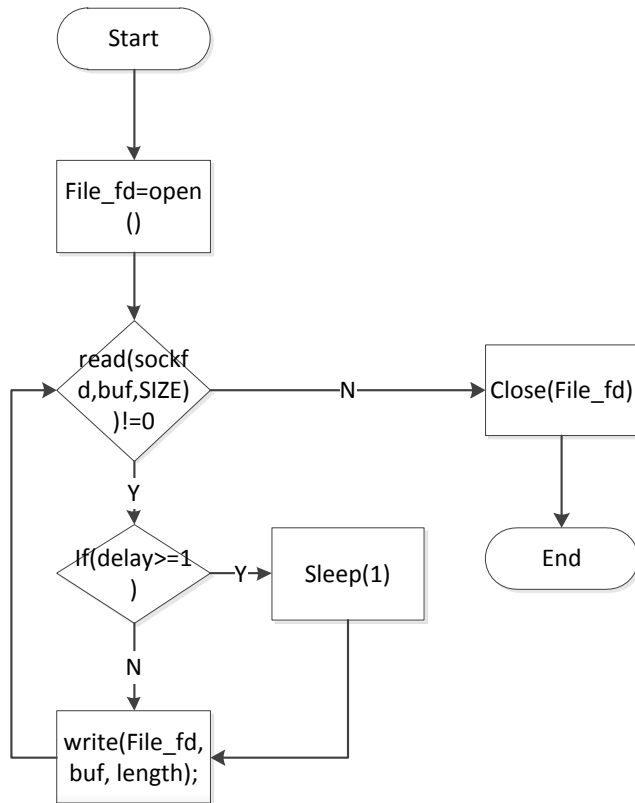 Start
File_fd=open
()
read(sockf
d,buf,SIZE)
)!=0
N
Close(File_fd)
Y
End
If(delay>=1
)
Y
Sleep(1)
N
write(File_fd,
buf, length);